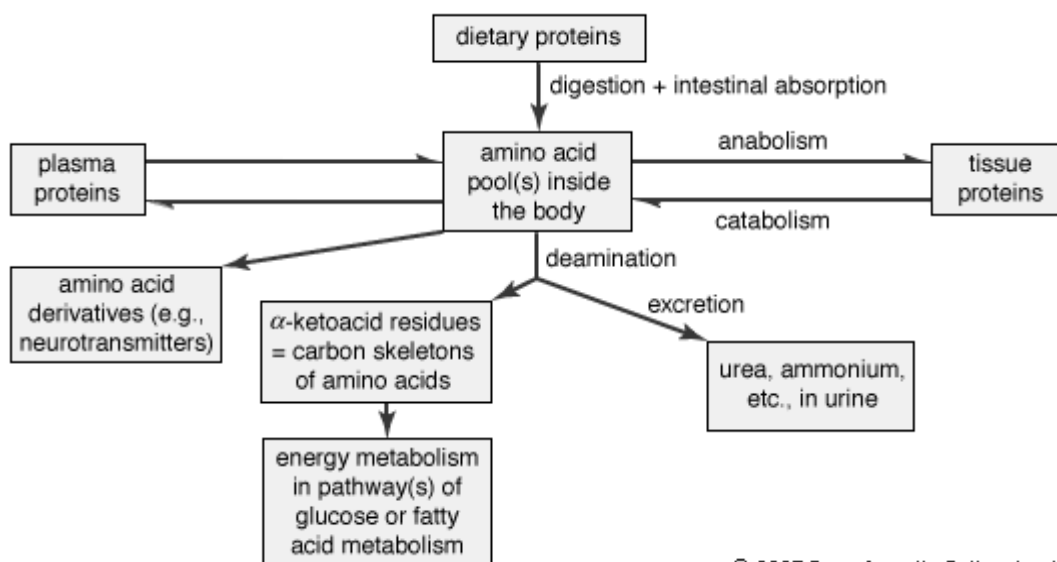 dietary proteins
digestion + intestinal absorption
plasma
proteins
amino acid
pool(s) inside
the body
anabolism
catabolism
tissue
proteins
deamination
excretion
amino acid
derivatives (e.g.,
neurotransmitters)
α-ketoacid residues
= carbon skeletons
of amino acids
urea, ammonium,
etc., in urine
energy metabolism
in pathway(s) of
glucose or fatty
acid metabolism